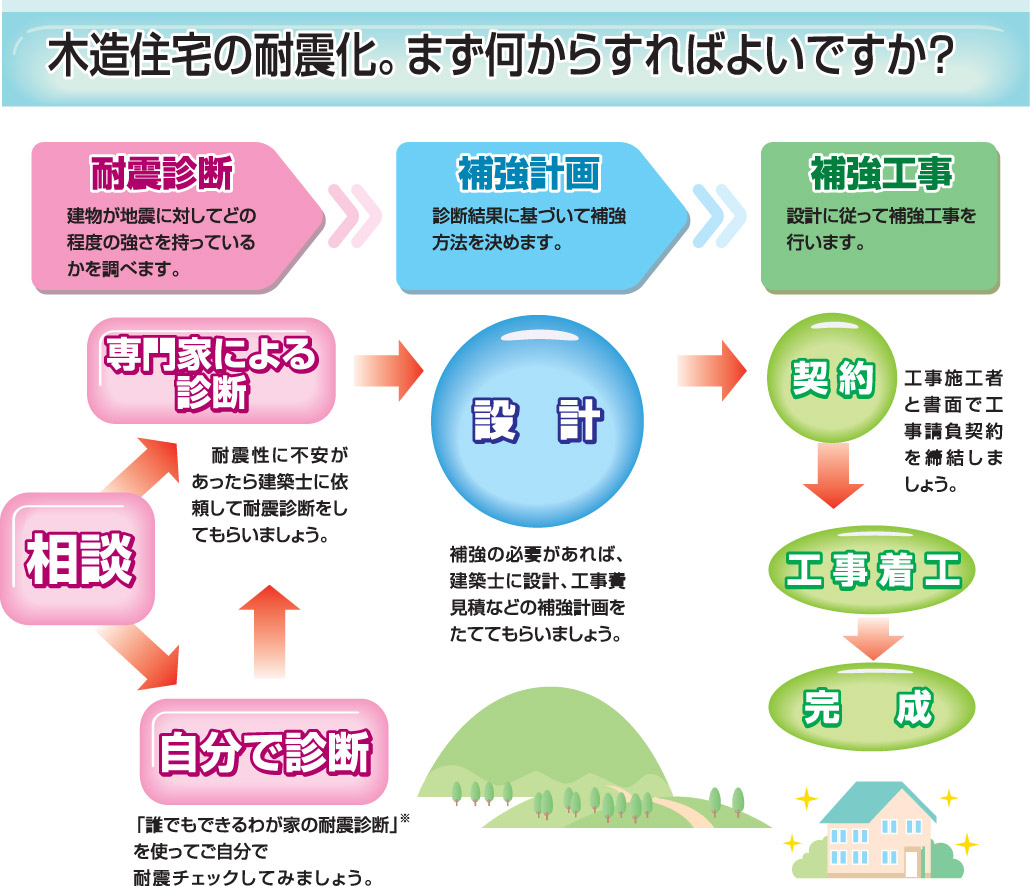 木造住宅の耐震化。まず何からすればよいですか?
耐震診断
建物が地震に対してどの
程度の強さを持っている
かを調べます。
補強計画
診断結果に基づいて補強
方法を決めます。
補強工事
設計に従って補強工事を
行います。
相談
専門家による
診断
耐震性に不安が
あったら建築士に依
頼して耐震診断をし
てもらいましょう。
自分で診断
「誰でもできるわが家の耐震診断」※
を使ってご自分で
耐震チェックしてみましょう。
設計
補強の必要があれば、
建築士に設計、工事費
見積などの補強計画を
たててもらいましょう。
契約
工事施工者
と書面で工
事請負契約
を締結しま
しょう。
工事着工
完成